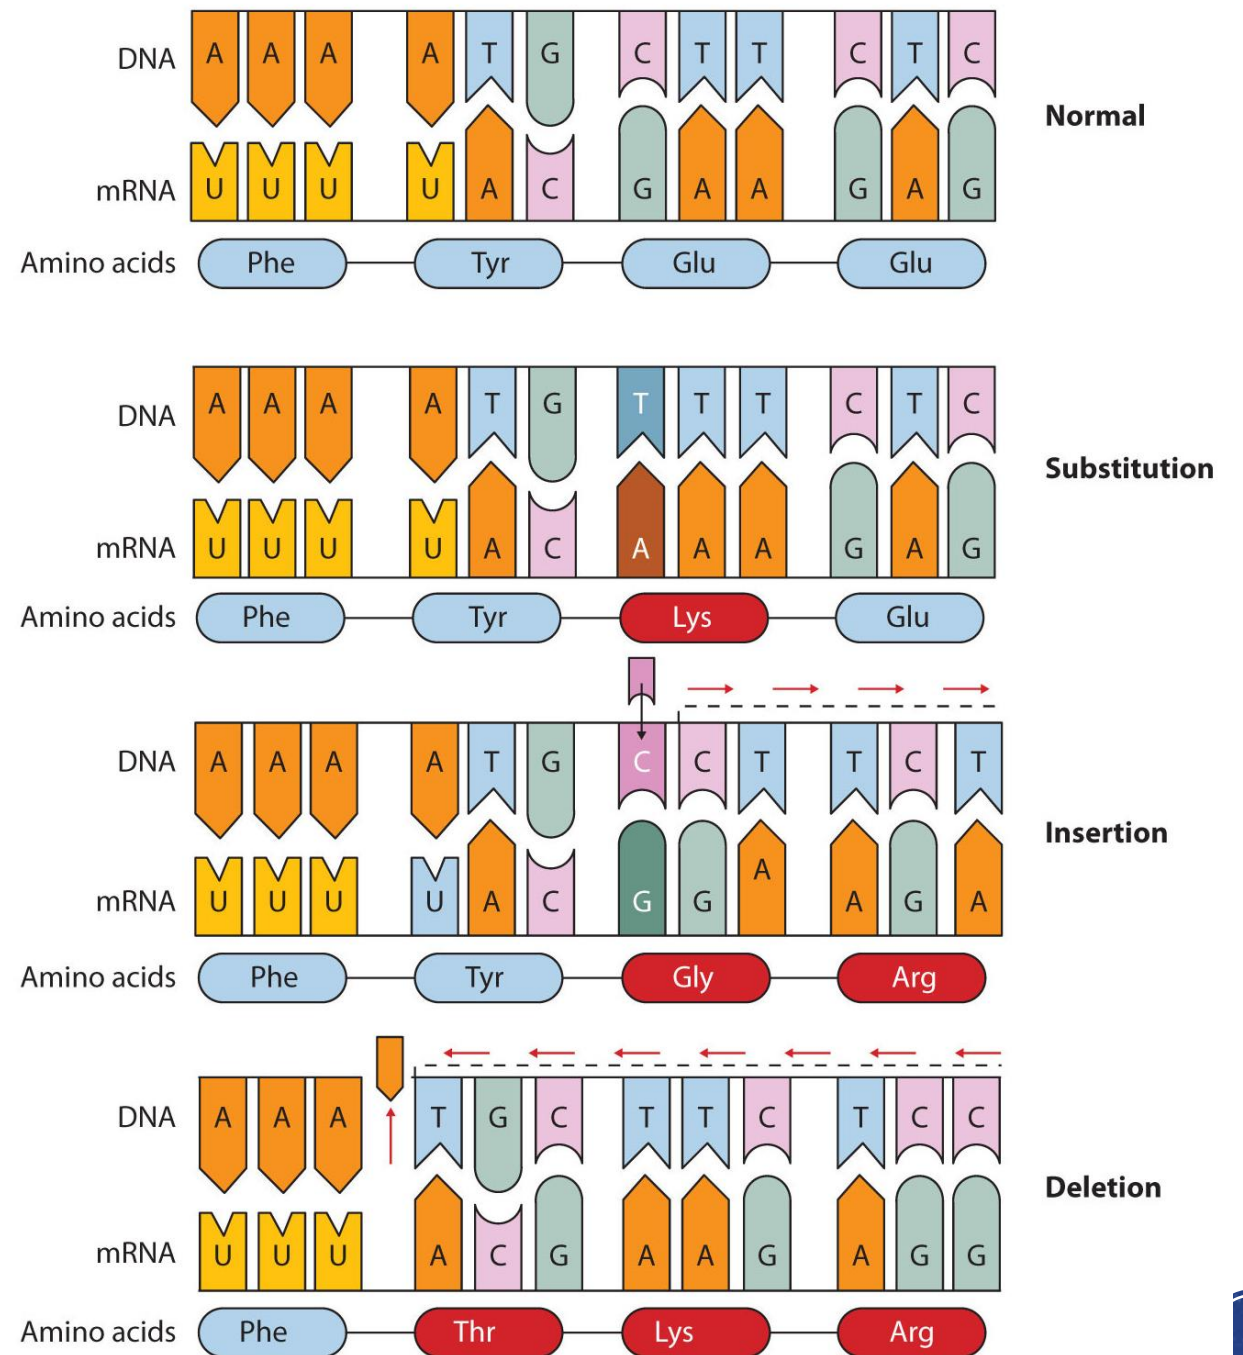 DNA A A A A T G C T T C T C
Normal
mRNA U U U U A C G A A G A G
Amino acids Phe Tyr Glu Glu
DNA A A A A T G T T T C T C
Substitution
mRNA U U U U A C A A A G A G
Amino acids Phe Tyr Lys Glu
DNA A A A A T G C C T T C T
Insertion
mRNA U U U U A C G G A A G A
Amino acids Phe Tyr Gly Arg
DNA A A A T G C T T C T C C
Deletion
mRNA U U U A C G A A G A G G
Amino acids Phe Thr Lys Arg